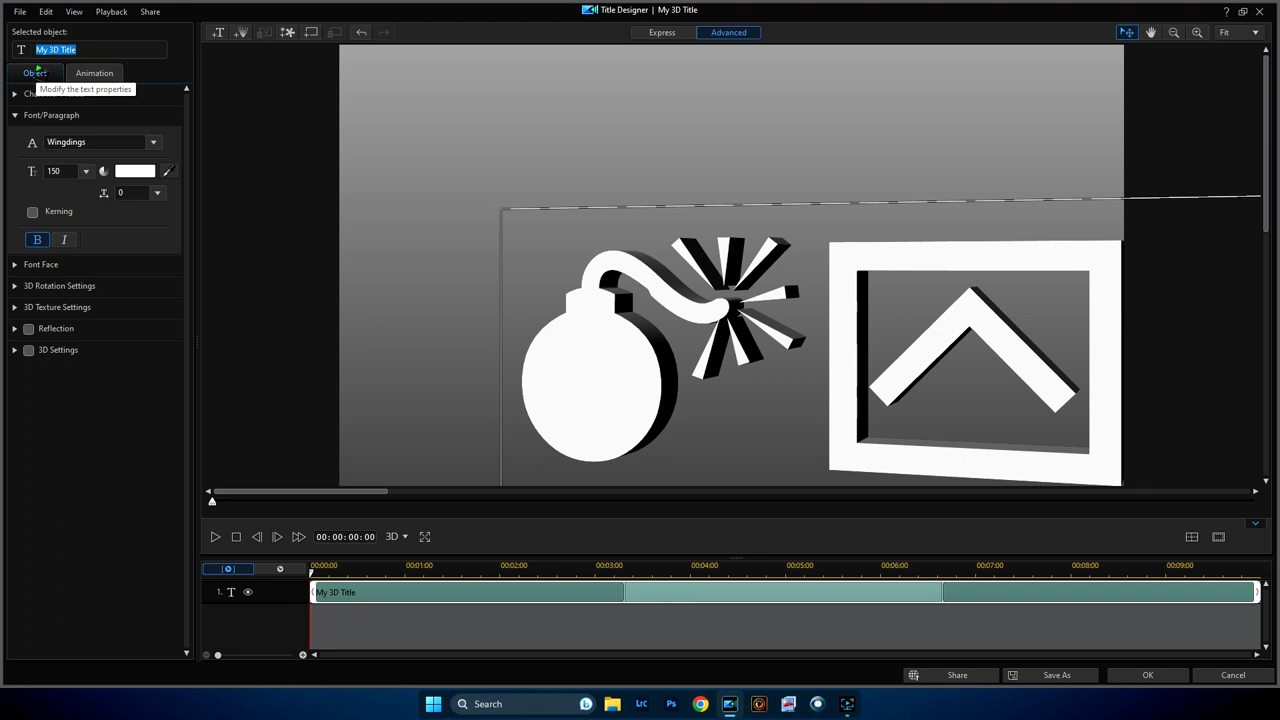 Title Designer | My 3D Title
File Edit View Playback Share
Selected object:
T My 3D Title
Object Animation
Modify the text properties
Font/Paragraph
Wingdings
150
0
Kerning
B I
Font Face
3D Rotation Settings
3D Texture Settings
Reflection
3D Settings
Express Advanced
Fit
00:00:00:00 3D
00:00:00 00:01:00 00:02:00 00:03:00 00:04:00 00:05:00 00:06:00 00:07:00 00:08:00 00:09:00
1. T My 3D Title
Share Save As OK Cancel
Search LrC Ps